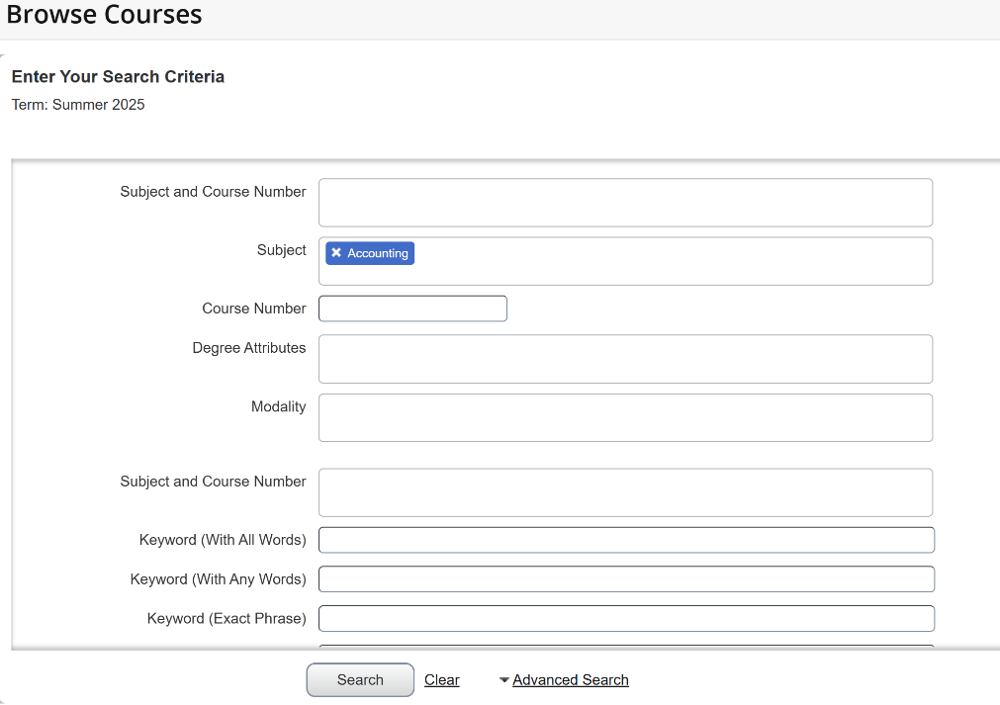 Browse Courses
Enter Your Search Criteria
Term: Summer 2025
Subject and Course Number
Subject
Accounting
Course Number
Degree Attributes
Modality
Subject and Course Number
Keyword (With All Words)
Keyword (With Any Words)
Keyword (Exact Phrase)
Search Clear Advanced Search